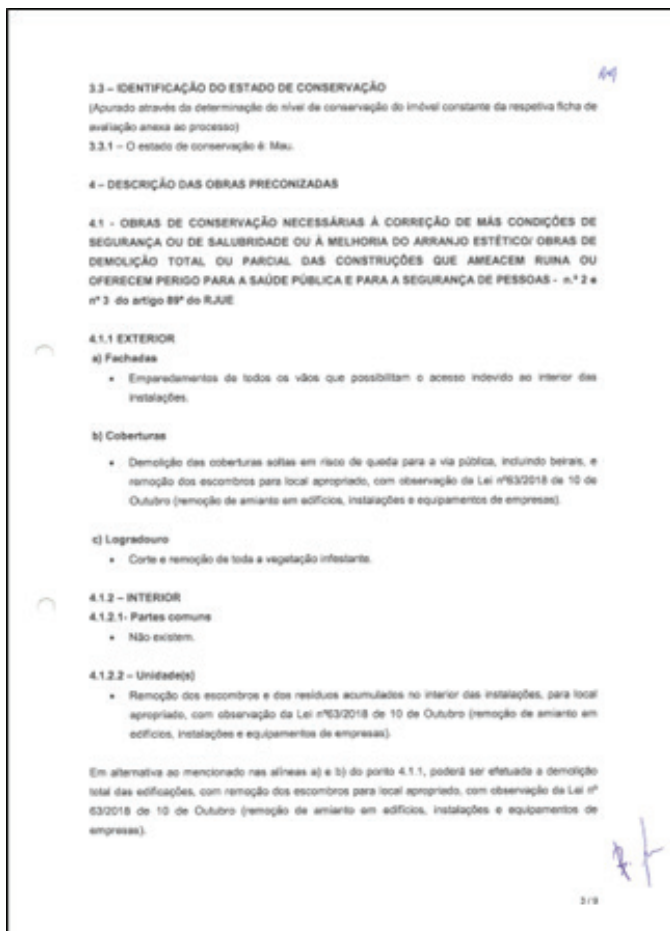 3.3 – IDENTIFICAÇÃO DO ESTADO DE CONSERVAÇÃO
(Apurado através da determinação do nível de conservação do imóvel constante da respetiva ficha de
avaliação anexa ao processo)
3.3.1 – O estado de conservação é: Mau.
4 – DESCRIÇÃO DAS OBRAS PRECONIZADAS
4.1 - OBRAS DE CONSERVAÇÃO NECESSÁRIAS À CORREÇÃO DE MÁS CONDIÇÕES DE
SEGURANÇA OU DE SALUBRIDADE OU À MELHORIA DO ARRANJO ESTÉTICO/ OBRAS DE
DEMOLIÇÃO TOTAL OU PARCIAL DAS CONSTRUÇÕES QUE AMEACEM RUINA OU
OFERECEM PERIGO PARA A SAÚDE PÚBLICA E PARA A SEGURANÇA DE PESSOAS - n.º 2 e
nº 3 do artigo 89º do RJUE
4.1.1 EXTERIOR
a) Fachadas
• Emparedamentos de todos os vãos que possibilitam o acesso indevido ao interior das
instalações.
b) Coberturas
• Demolição das coberturas soltas em risco de queda para a via pública, incluindo beirais, e
remoção dos escombros para local apropriado, com observação da Lei nº63/2018 de 10 de
Outubro (remoção de amianto em edifícios, instalações e equipamentos de empresas).
c) Logradouro
• Corte e remoção de toda a vegetação infestante.
4.1.2 – INTERIOR
4.1.2.1- Partes comuns
• Não existem.
4.1.2.2 – Unidade(s)
• Remoção dos escombros e dos resíduos acumulados no interior das instalações, para local
apropriado, com observação da Lei nº63/2018 de 10 de Outubro (remoção de amianto em
edifícios, instalações e equipamentos de empresas).
Em alternativa ao mencionado nas alíneas a) e b) do ponto 4.1.1, poderá ser efetuada a demolição
total das edificações, com remoção dos escombros para local apropriado, com observação da Lei nº
63/2018 de 10 de Outubro (remoção de amianto em edifícios, instalações e equipamentos de
empresas).